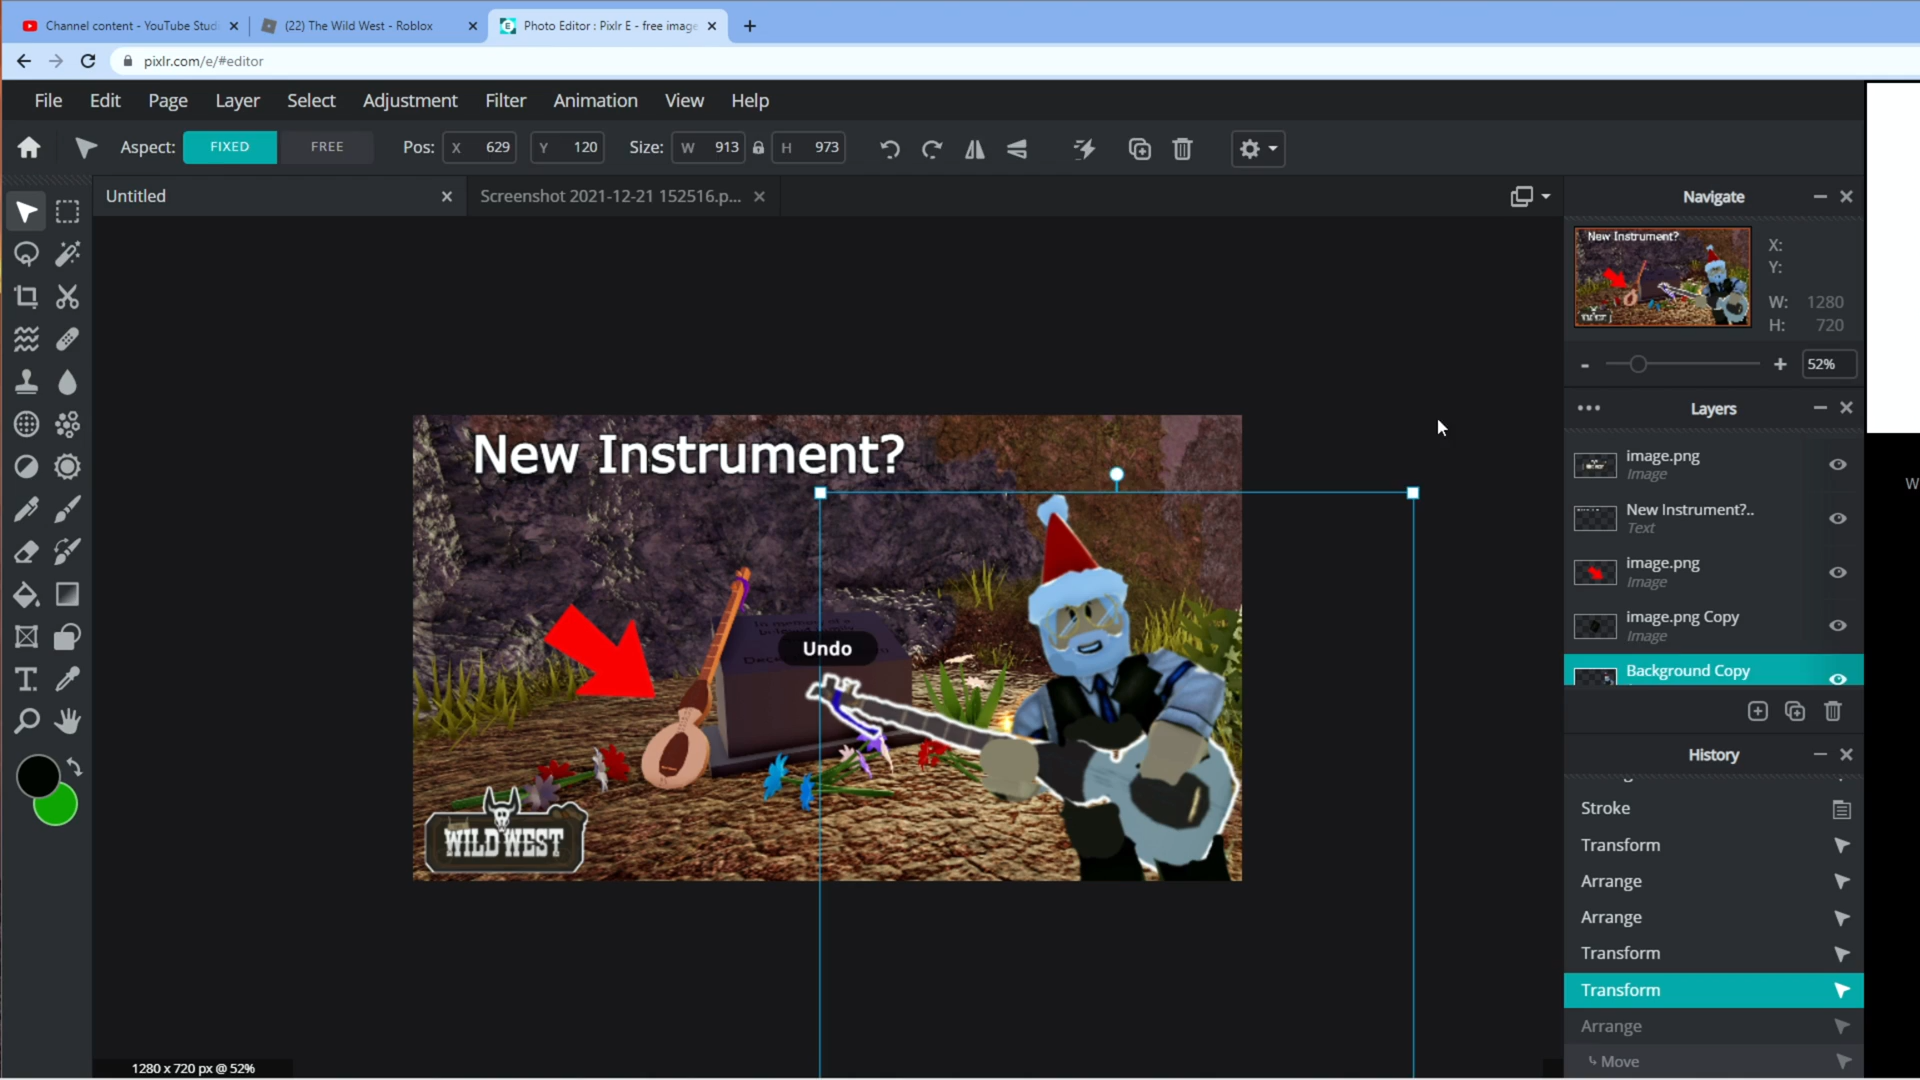 Channel content - YouTube Studi
(22) The Wild West - Roblox
Photo Editor : Pixlr E - free image
pixlr.com/e/#editor
File Edit Page Layer Select Adjustment Filter Animation View Help
Aspect: FIXED FREE Pos: X 629 Y 120 Size: W 913 H 973
Untitled
Screenshot 2021-12-21 152516.p...
Navigate
New Instrument?
X:
Y:
W: 1280
H: 720
52%
Layers
image.png
Image
New Instrument?..
Text
image.png
Image
image.png Copy
Image
Background Copy
History
Stroke
Transform
Arrange
Arrange
Transform
Transform
Arrange
Move
New Instrument?
In memory of a
Undo
WILD WEST
1280 x 720 px @ 52%
W